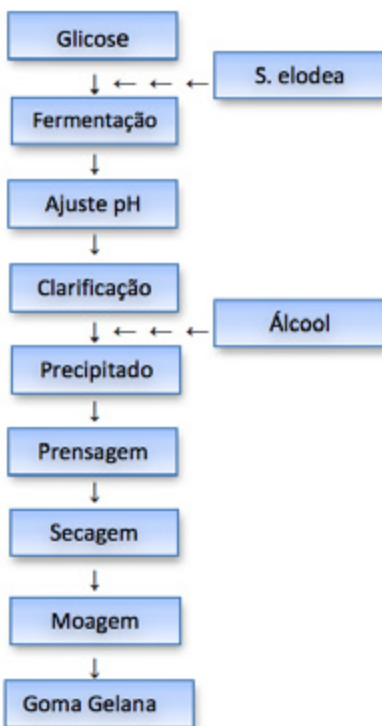 Glicose
S. elodea
Fermentação
Ajuste pH
Clarificação
Álcool
Precipitado
Prensagem
Secagem
Moagem
Goma Gelana